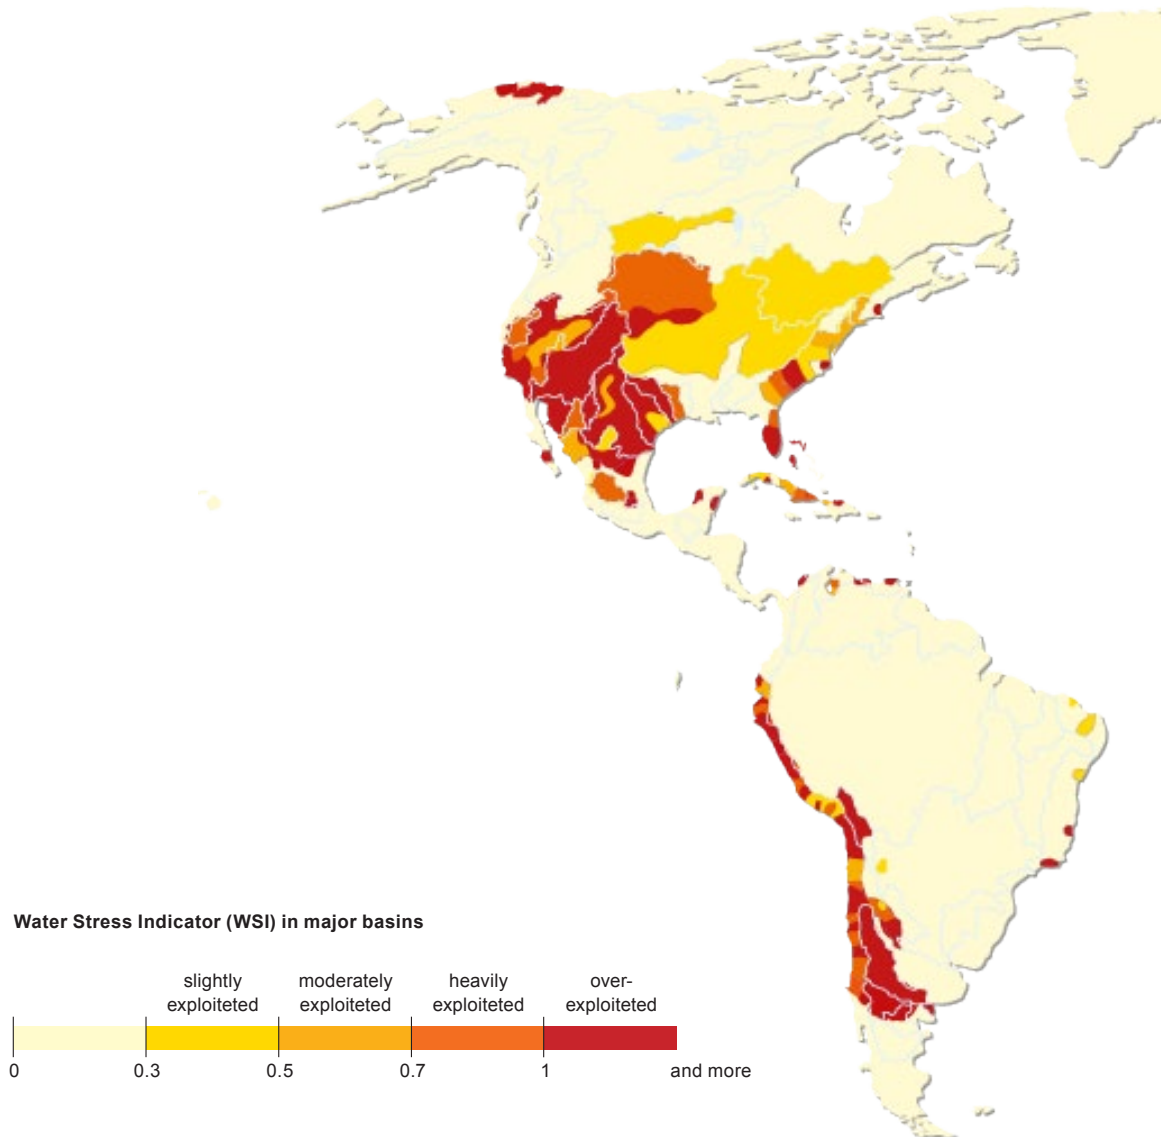 Water Stress Indicator (WSI) in major basins
slightly moderately heavily over-
exploiteted exploiteted exploiteted exploiteted
0 0.3 0.5 0.7 1 and more